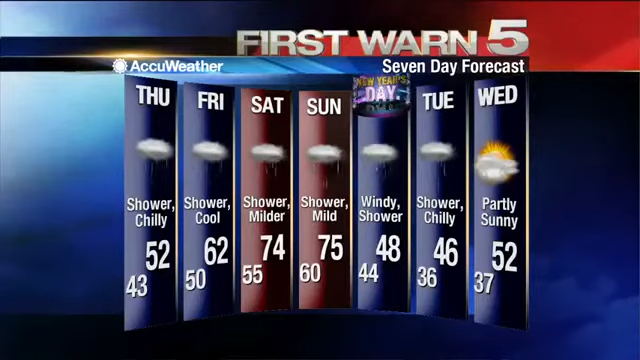 FIRST WARN 5
AccuWeather
Seven Day Forecast
THU FRI SAT SUN NEW YEAR'S DAY TUE WED
Shower, Chilly
Shower, Cool
Shower, Milder
Shower, Mild
Windy, Shower
Shower, Chilly
Partly Sunny
52 62 74 75 48 46 52
43 50 55 60 44 36 37